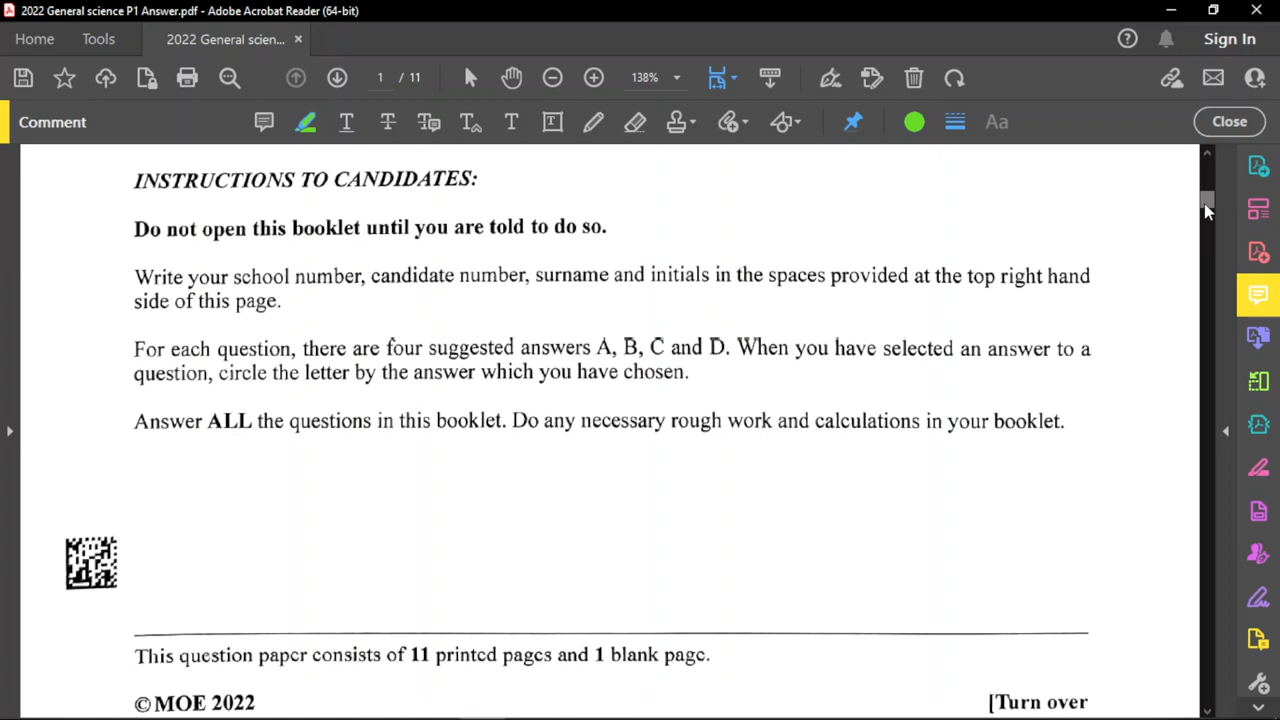 2022 General science P1 Answer.pdf - Adobe Acrobat Reader (64-bit)
Home Tools 2022 General scien... × Sign In
1 / 11 138%
Comment Aa Close
INSTRUCTIONS TO CANDIDATES:
Do not open this booklet until you are told to do so.
Write your school number, candidate number, surname and initials in the spaces provided at the top right hand
side of this page.
For each question, there are four suggested answers A, B, C and D. When you have selected an answer to a
question, circle the letter by the answer which you have chosen.
Answer ALL the questions in this booklet. Do any necessary rough work and calculations in your booklet.
This question paper consists of 11 printed pages and 1 blank page.
©MOE 2022 [Turn over